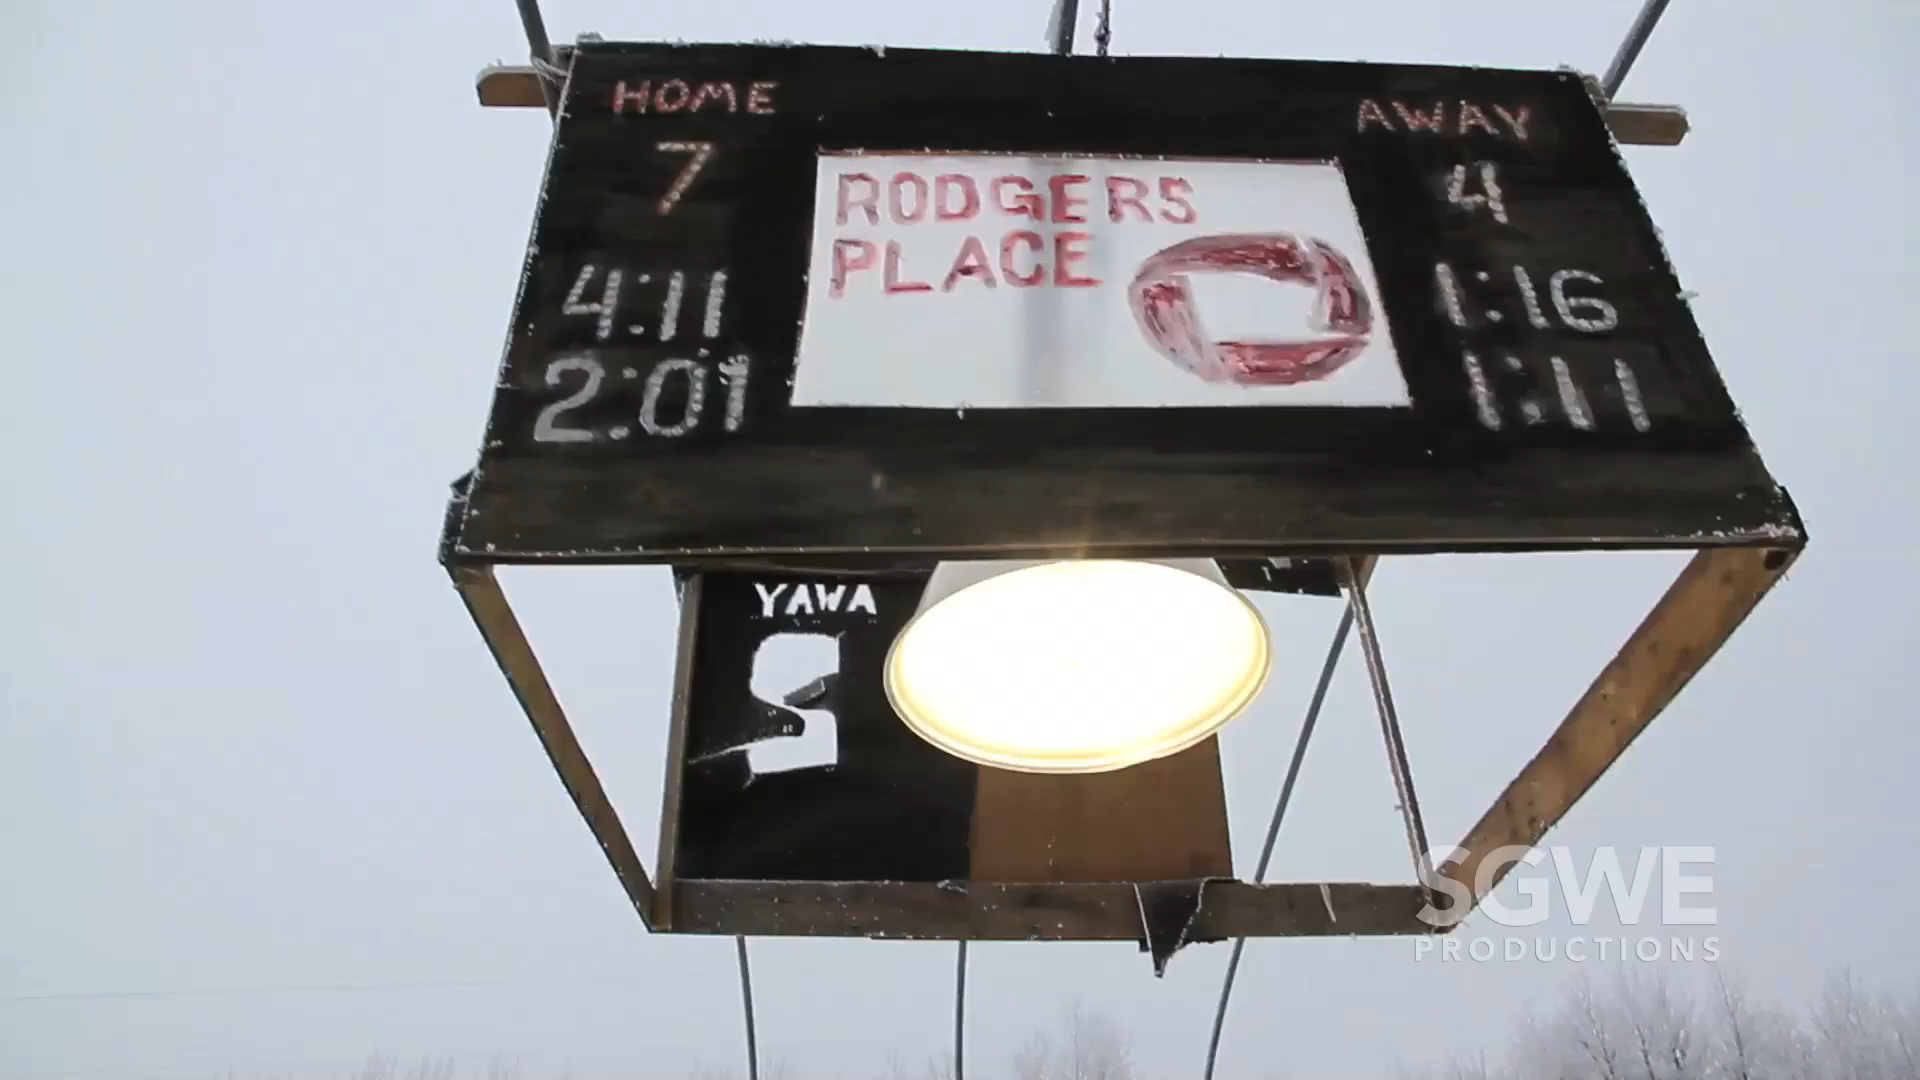 HOME
AWAY
7
4
RODGERS
PLACE
4:11
1:16
2:01
1:11
YAWA
SGWE
PRODUCTIONS